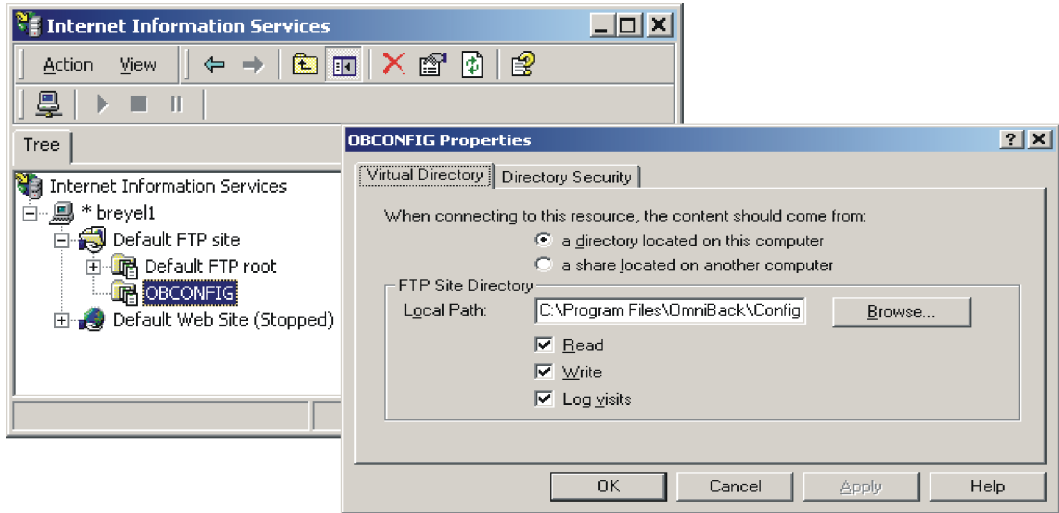 Internet Information Services
Action View
Tree
Internet Information Services
* breyel1
Default FTP site
Default FTP root
OBCONFIG
Default Web Site (Stopped)
OBCONFIG Properties
Virtual Directory Directory Security
When connecting to this resource, the content should come from:
a directory located on this computer
a share located on another computer
FTP Site Directory
Local Path: C:\Program Files\OmniBack\Config Browse...
Read
Write
Log visits
OK Cancel Apply Help